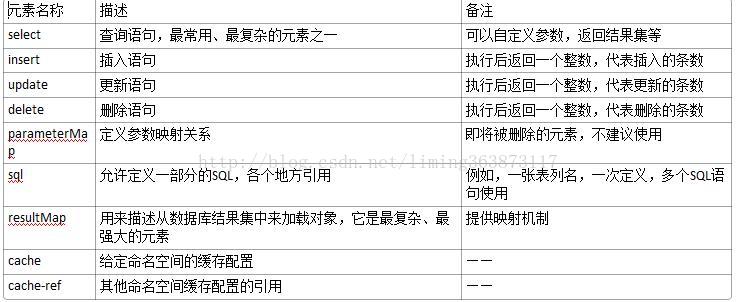 元素名称 描述 备注
select 查询语句，最常用、最复杂的元素之一 可以自定义参数，返回结果集等
insert 插入语句 执行后返回一个整数，代表插入的条数
update 更新语句 执行后返回一个整数，代表更新的条数
delete 删除语句 执行后返回一个整数，代表删除的条数
parameterMa 定义参数映射关系 即将被删除的元素，不建议使用
p
http://blog.csdn.net/liming363873117
sql 允许定义一部分的SQL，各个地方引用 例如，一张表列名，一次定义，多个SQL语
句使用
resultMap 用来描述从数据库结果集中来加载对象，它是最复杂、最 提供映射机制
强大的元素
cache 给定命名空间的缓存配置 ——
cache-ref 其他命名空间缓存配置的引用 ——